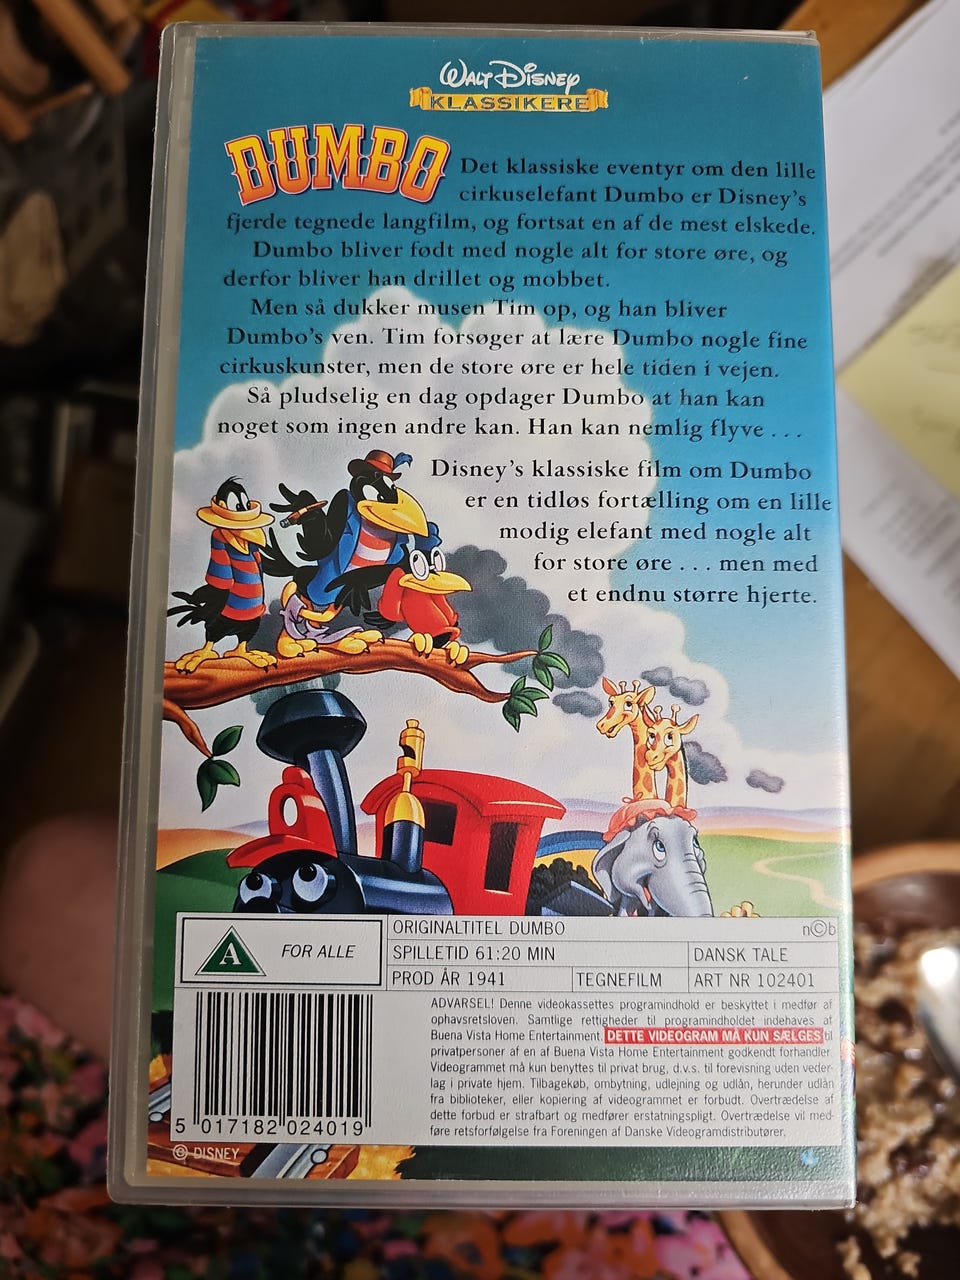 WALT DISNEY
KLASSIKERE
DUMBO
Det klassiske eventyr om den lille
cirkuselefant Dumbo er Disney's
fjerde tegnede langfilm, og fortsat en af de mest elskede.
Dumbo bliver født med nogle alt for store øre, og
derfor bliver han drillet og mobbet.
Men så dukker musen Tim op, og han bliver
Dumbo's ven. Tim forsøger at lære Dumbo nogle fine
cirkuskunster, men de store øre er hele tiden i vejen.
Så pludselig en dag opdager Dumbo at han kan
noget som ingen andre kan. Han kan nemlig flyve . . .
Disney's klassiske film om Dumbo
er en tidløs fortælling om en lille
modig elefant med nogle alt
for store øre . . . men med
et endnu større hjerte.
A FOR ALLE
ORIGINALTITEL DUMBO n©b
SPILLETID 61:20 MIN DANSK TALE
PROD ÅR 1941 TEGNEFILM ART NR 102401
ADVARSEL! Denne videokassettes programindhold er beskyttet i medfør af
ophavsretsloven. Samtlige rettigheder til programindholdet indehaves af
Buena Vista Home Entertainment. DETTE VIDEOGRAM MÅ KUN SÆLGES til
privatpersoner af en af Buena Vista Home Entertainment godkendt forhandler.
Videogrammet må kun benyttes til privat brug, d.v.s. til forevisning uden veder-
lag i private hjem. Tilbagekøb, ombytning, udlejning og udlån, herunder udlån
fra biblioteker, eller kopiering af videogrammet er forbudt. Overtrædelse af
dette forbud er strafbart og medfører erstatningspligt. Overtrædelse vil med-
føre retsforfølgelse fra Foreningen af Danske Videogramdistributører.
5 017182 024019
© DISNEY